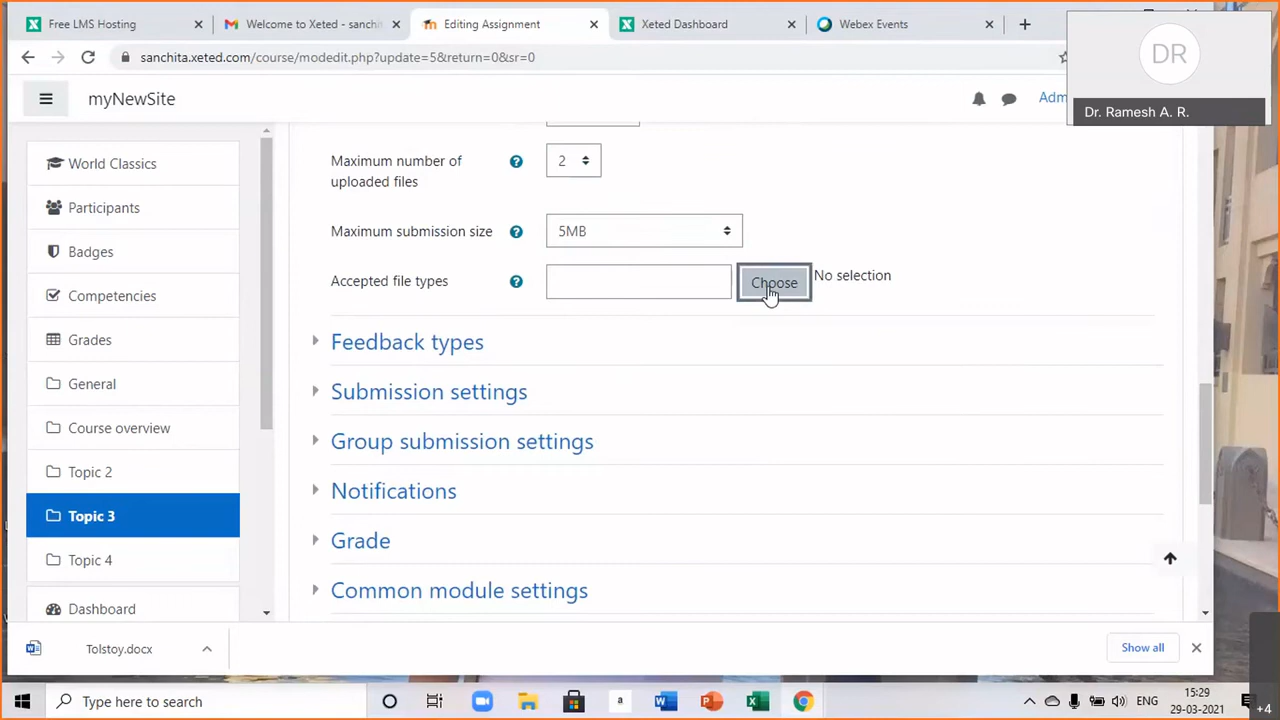 Free LMS Hosting
Welcome to Xeted - sanchit
Editing Assignment
Xeted Dashboard
Webex Events
sanchita.xeted.com/course/modedit.php?update=5&return=0&sr=0
DR
Dr. Ramesh A. R.
myNewSite
Adm
World Classics
Participants
Badges
Competencies
Grades
General
Course overview
Topic 2
Topic 3
Topic 4
Dashboard
Maximum number of
uploaded files
2
Maximum submission size
5MB
Accepted file types
Choose
No selection
Feedback types
Submission settings
Group submission settings
Notifications
Grade
Common module settings
Tolstoy.docx
Show all
Type here to search
a
ENG
15:29
29-03-2021
+4